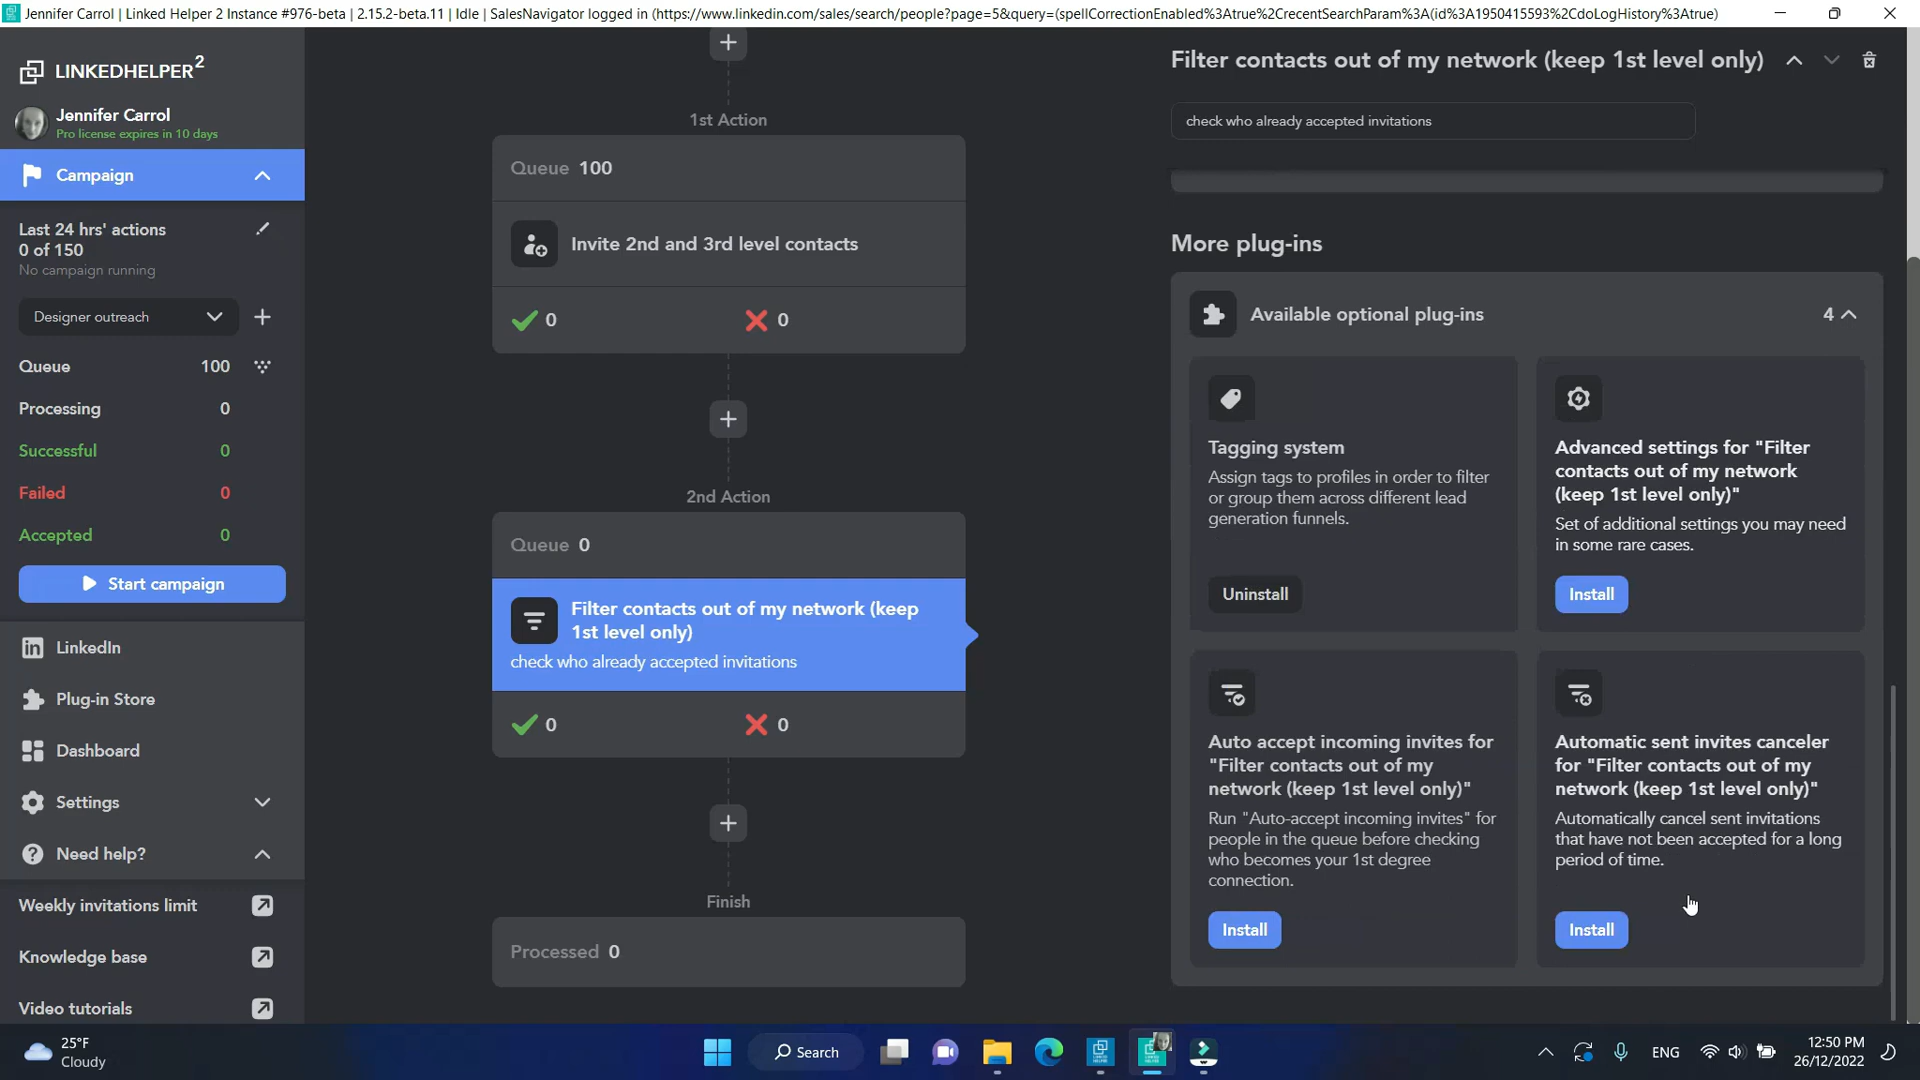 Jennifer Carrol | Linked Helper 2 Instance #976-beta | 2.15.2-beta.11 | Idle | SalesNavigator logged in (https://www.linkedin.com/sales/search/people?page=5&query=(spellCorrectionEnabled%3Atrue%2CrecentSearchParam%3A(id%3A1950415593%2CdoLogHistory%3Atrue)
LINKEDHELPER2
Jennifer Carrol
Pro license expires in 10 days
Campaign
Last 24 hrs' actions
0 of 150
No campaign running
Designer outreach
Queue 100
Processing 0
Successful 0
Failed 0
Accepted 0
Start campaign
LinkedIn
Plug-in Store
Dashboard
Settings
Need help?
Weekly invitations limit
Knowledge base
Video tutorials
1st Action
Queue 100
Invite 2nd and 3rd level contacts
0 0
2nd Action
Queue 0
Filter contacts out of my network (keep
1st level only)
check who already accepted invitations
0 0
Finish
Processed 0
Filter contacts out of my network (keep 1st level only)
check who already accepted invitations
More plug-ins
Available optional plug-ins 4
Tagging system
Assign tags to profiles in order to filter
or group them across different lead
generation funnels.
Uninstall
Advanced settings for "Filter
contacts out of my network
(keep 1st level only)"
Set of additional settings you may need
in some rare cases.
Install
Auto accept incoming invites for
"Filter contacts out of my
network (keep 1st level only)"
Run "Auto-accept incoming invites" for
people in the queue before checking
who becomes your 1st degree
connection.
Install
Automatic sent invites canceler
for "Filter contacts out of my
network (keep 1st level only)"
Automatically cancel sent invitations
that have not been accepted for a long
period of time.
Install
25°F
Cloudy
Search
ENG
12:50 PM
26/12/2022